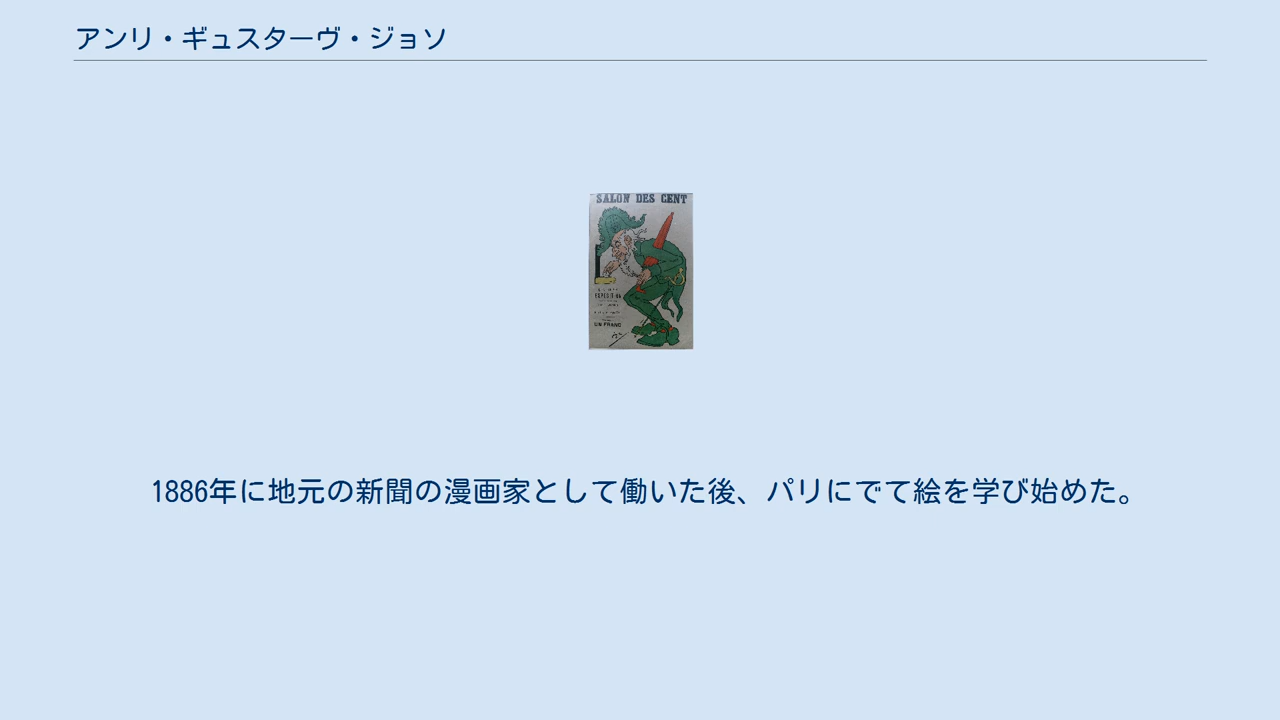 アンリ・ギュスターヴ・ジョソ
SALON DES CENT
UN FRANC
1886年に地元の新聞の漫画家として働いた後、パリにでて絵を学び始めた。